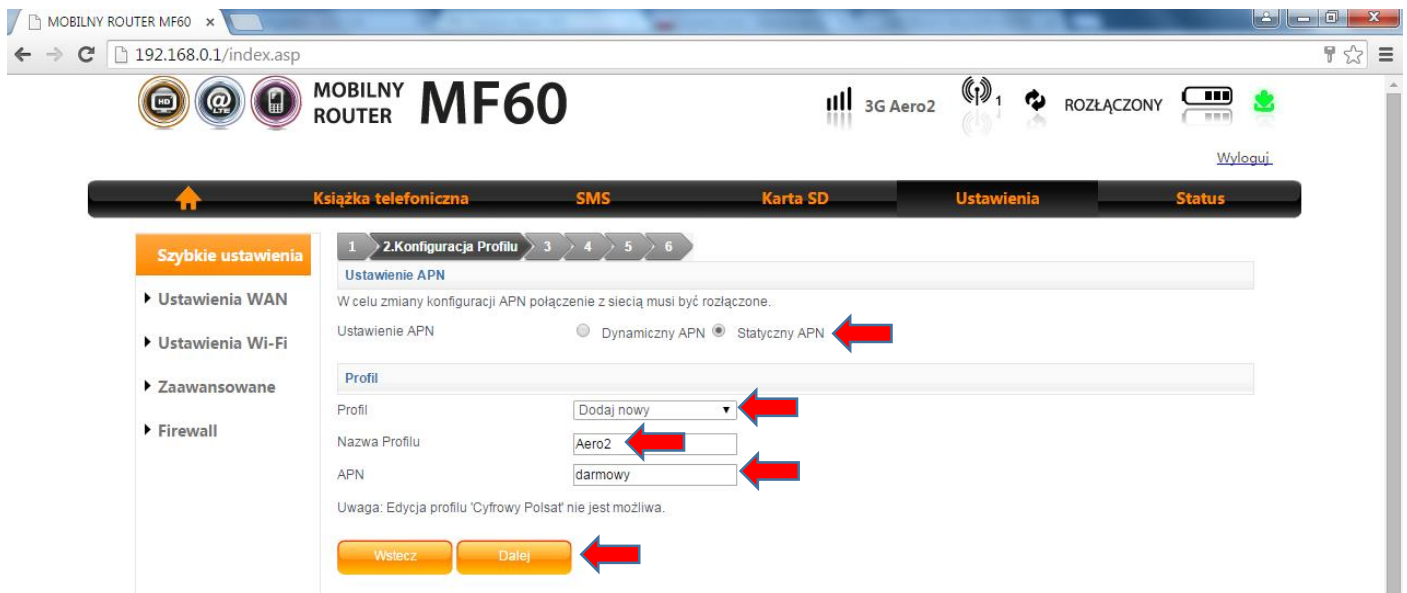 MOBILNY ROUTER MF60
192.168.0.1/index.asp
HD @ LTE
MOBILNY
ROUTER MF60
3G Aero2 1 ROZŁĄCZONY
Wyloguj
Książka telefoniczna SMS Karta SD Ustawienia Status
Szybkie ustawienia
Ustawienia WAN
Ustawienia Wi-Fi
Zaawansowane
Firewall
1 2.Konfiguracja Profilu 3 4 5 6
Ustawienie APN
W celu zmiany konfiguracji APN połączenie z siecią musi być rozłączone.
Ustawienie APN Dynamiczny APN Statyczny APN
Profil
Profil Dodaj nowy
Nazwa Profilu Aero2
APN darmowy
Uwaga: Edycja profilu 'Cyfrowy Polsat' nie jest możliwa.
Wstecz Dalej